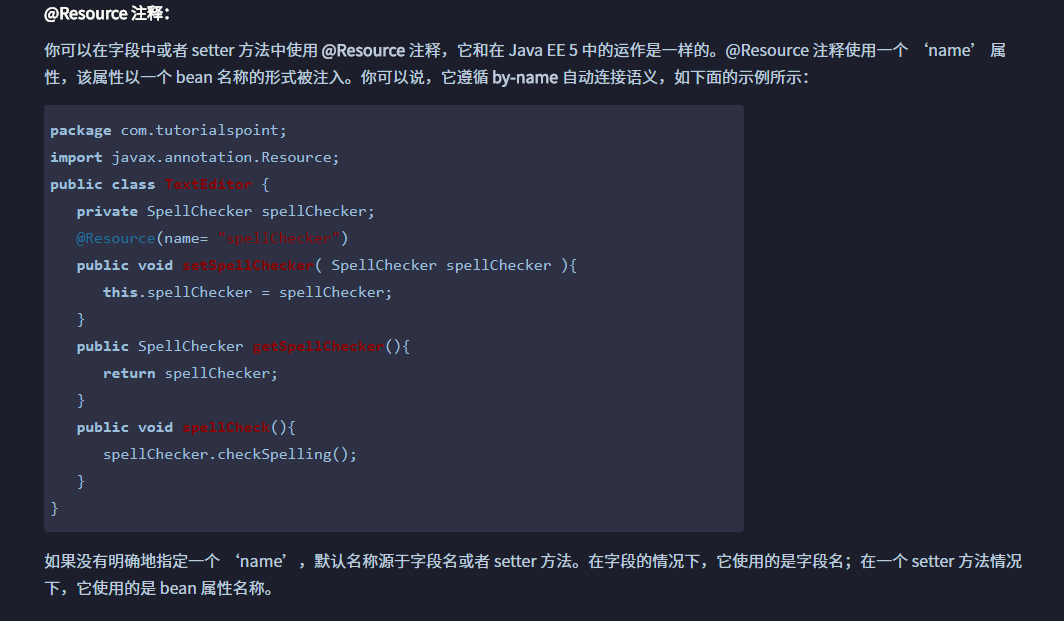 @Resource 注释：
你可以在字段中或者 setter 方法中使用 @Resource 注释，它和在 Java EE 5 中的运作是一样的。@Resource 注释使用一个 ‘name’ 属
性，该属性以一个 bean 名称的形式被注入。你可以说，它遵循 by-name 自动连接语义，如下面的示例所示：
package com.tutorialspoint;
import javax.annotation.Resource;
public class TextEditor {
   private SpellChecker spellChecker;
   @Resource(name= "spellChecker")
   public void setSpellChecker( SpellChecker spellChecker ){
      this.spellChecker = spellChecker;
   }
   public SpellChecker getSpellChecker(){
      return spellChecker;
   }
   public void spellCheck(){
      spellChecker.checkSpelling();
   }
}
如果没有明确地指定一个 ‘name’，默认名称源于字段名或者 setter 方法。在字段的情况下，它使用的是字段名；在一个 setter 方法情况
下，它使用的是 bean 属性名称。